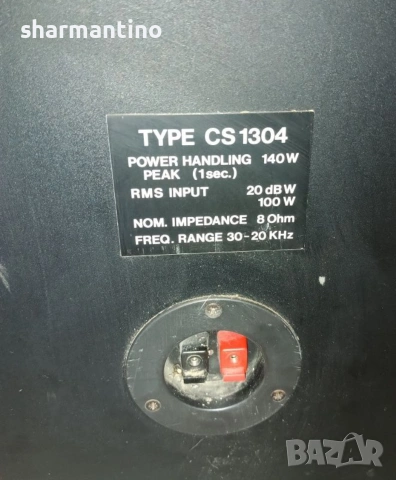 sharmantino
TYPE CS 1304
POWER HANDLING 140 W
PEAK (1sec.)
RMS INPUT 20 dB W
100 W
NOM. IMPEDANCE 8 Ohm
FREQ. RANGE 30-20 KHz
BAZAR